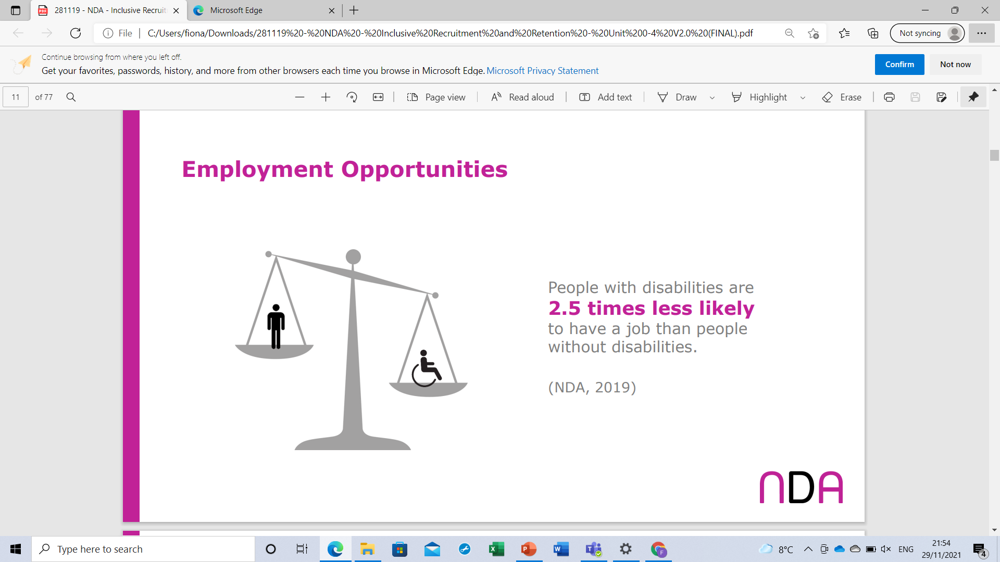 281119 - NDA - Inclusive Recruit
Microsoft Edge
File
C:/Users/fiona/Downloads/281119%20-%20NDA%20-%20Inclusive%20Recruitment%20and%20Retention%20-%20Unit%200-4%20V2.0%20(FINAL).pdf
Not syncing
Continue browsing from where you left off.
Get your favorites, passwords, history, and more from other browsers each time you browse in Microsoft Edge. Microsoft Privacy Statement
Confirm
Not now
11 of 77
Page view
Read aloud
Add text
Draw
Highlight
Erase
Employment Opportunities
People with disabilities are
2.5 times less likely
to have a job than people
without disabilities.
(NDA, 2019)
NDA
Type here to search
8°C
ENG
21:54
29/11/2021
4